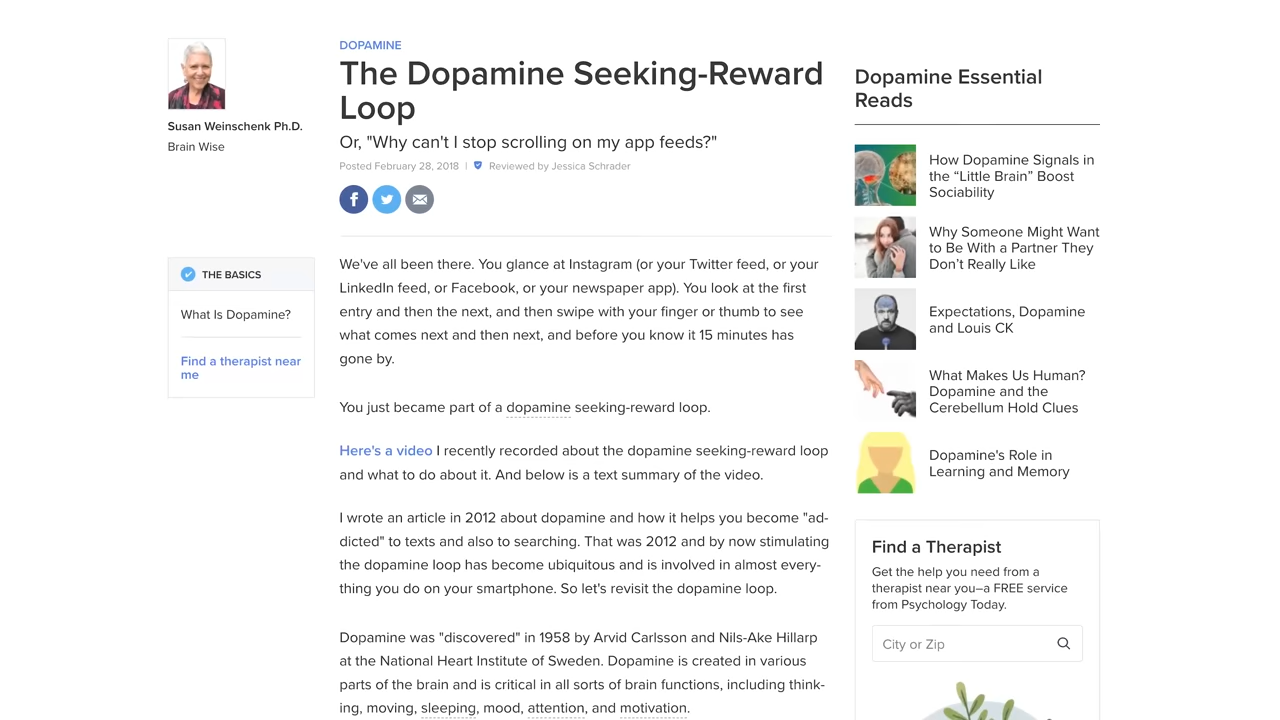 Susan Weinschenk Ph.D.
Brain Wise
THE BASICS
What Is Dopamine?
Find a therapist near
me
DOPAMINE
The Dopamine Seeking-Reward
Loop
Or, "Why can't I stop scrolling on my app feeds?"
Posted February 28, 2018 | Reviewed by Jessica Schrader
We've all been there. You glance at Instagram (or your Twitter feed, or your
LinkedIn feed, or Facebook, or your newspaper app). You look at the first
entry and then the next, and then swipe with your finger or thumb to see
what comes next and then next, and before you know it 15 minutes has
gone by.
You just became part of a dopamine seeking-reward loop.
Here's a video I recently recorded about the dopamine seeking-reward loop
and what to do about it. And below is a text summary of the video.
I wrote an article in 2012 about dopamine and how it helps you become "ad-
dicted" to texts and also to searching. That was 2012 and by now stimulating
the dopamine loop has become ubiquitous and is involved in almost every-
thing you do on your smartphone. So let's revisit the dopamine loop.
Dopamine was "discovered" in 1958 by Arvid Carlsson and Nils-Ake Hillarp
at the National Heart Institute of Sweden. Dopamine is created in various
parts of the brain and is critical in all sorts of brain functions, including think-
ing, moving, sleeping, mood, attention, and motivation.
Dopamine Essential
Reads
How Dopamine Signals in
the “Little Brain” Boost
Sociability
Why Someone Might Want
to Be With a Partner They
Don’t Really Like
Expectations, Dopamine
and Louis CK
What Makes Us Human?
Dopamine and the
Cerebellum Hold Clues
Dopamine's Role in
Learning and Memory
Find a Therapist
Get the help you need from a
therapist near you–a FREE service
from Psychology Today.
City or Zip